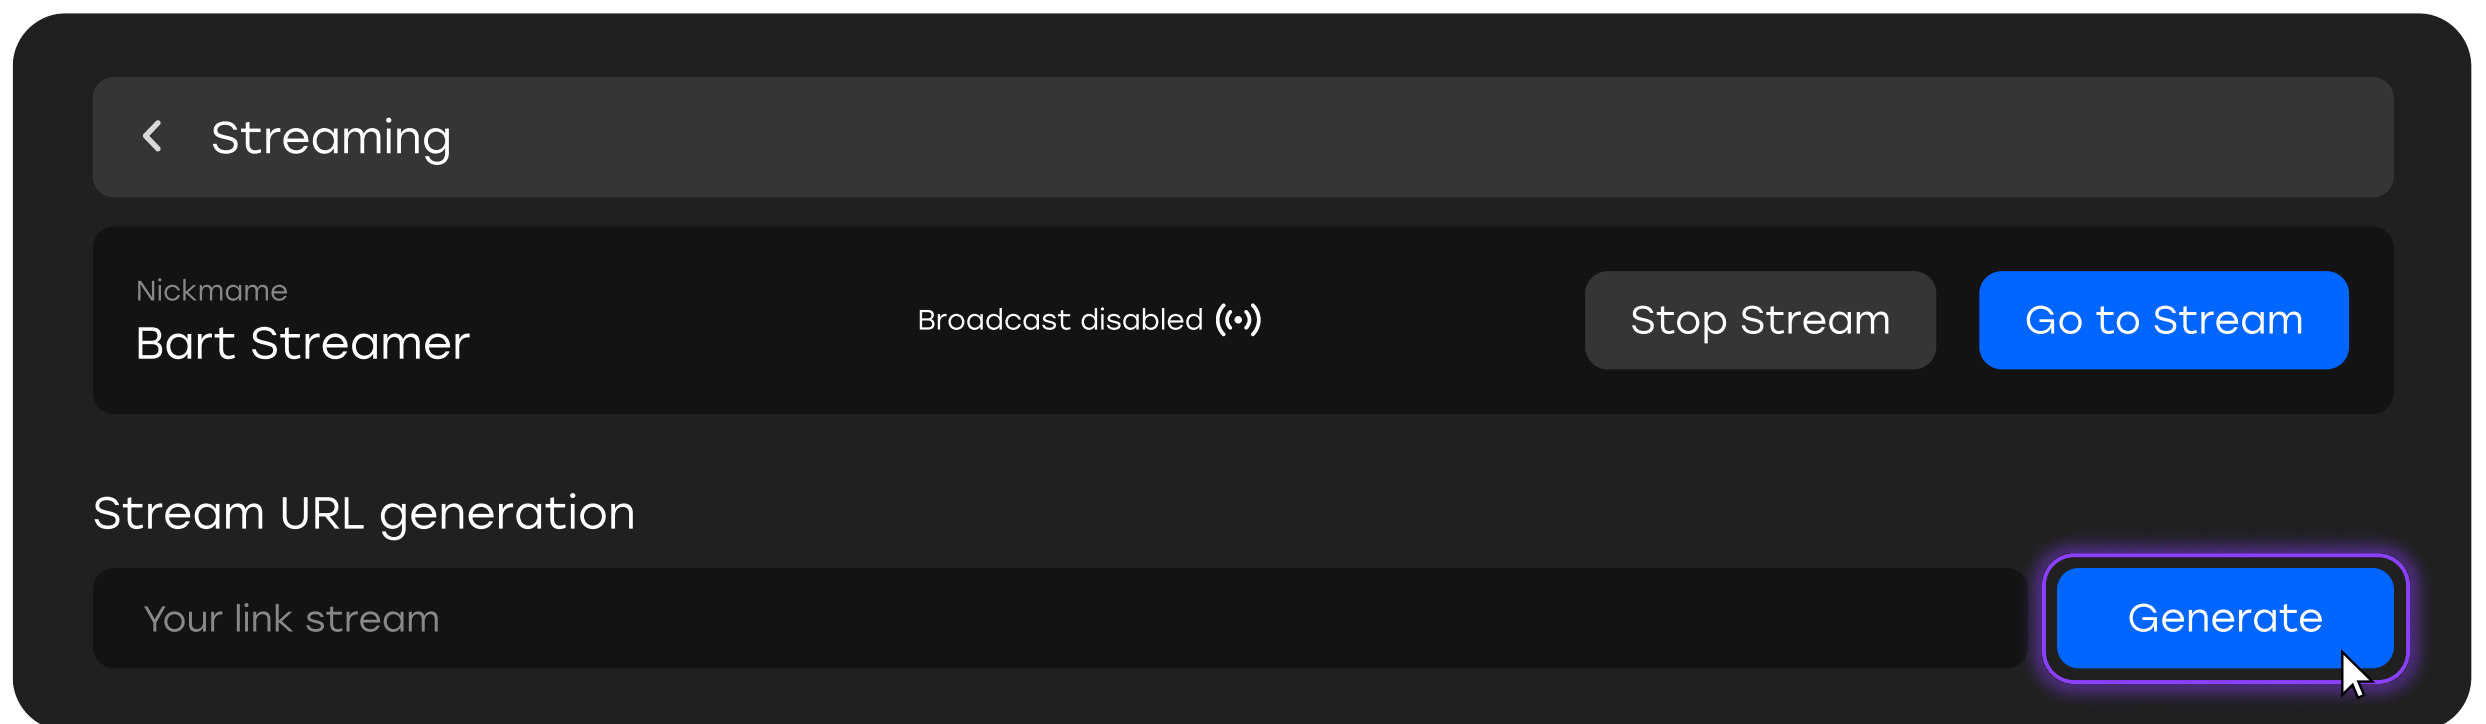 Streaming
Nickmame
Bart Streamer
Broadcast disabled
Stop Stream
Go to Stream
Stream URL generation
Your link stream
Generate